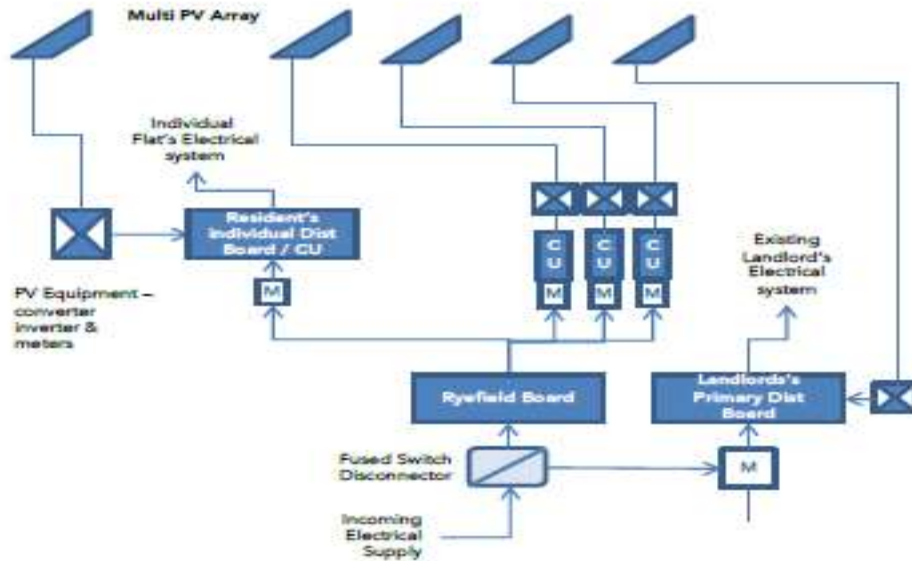 Multi PV Array
Individual
Flat's Electrical
system
Resident's
Individual Dist
Board / CU
M
PV Equipment –
converter
inverter &
meters
C
U
M
C
U
M
C
U
M
Existing
Landlord's
Electrical
system
Ryefield Board
Landlords's
Primary Dist
Board
Fused Switch
Disconnector
M
Incoming
Electrical
Supply